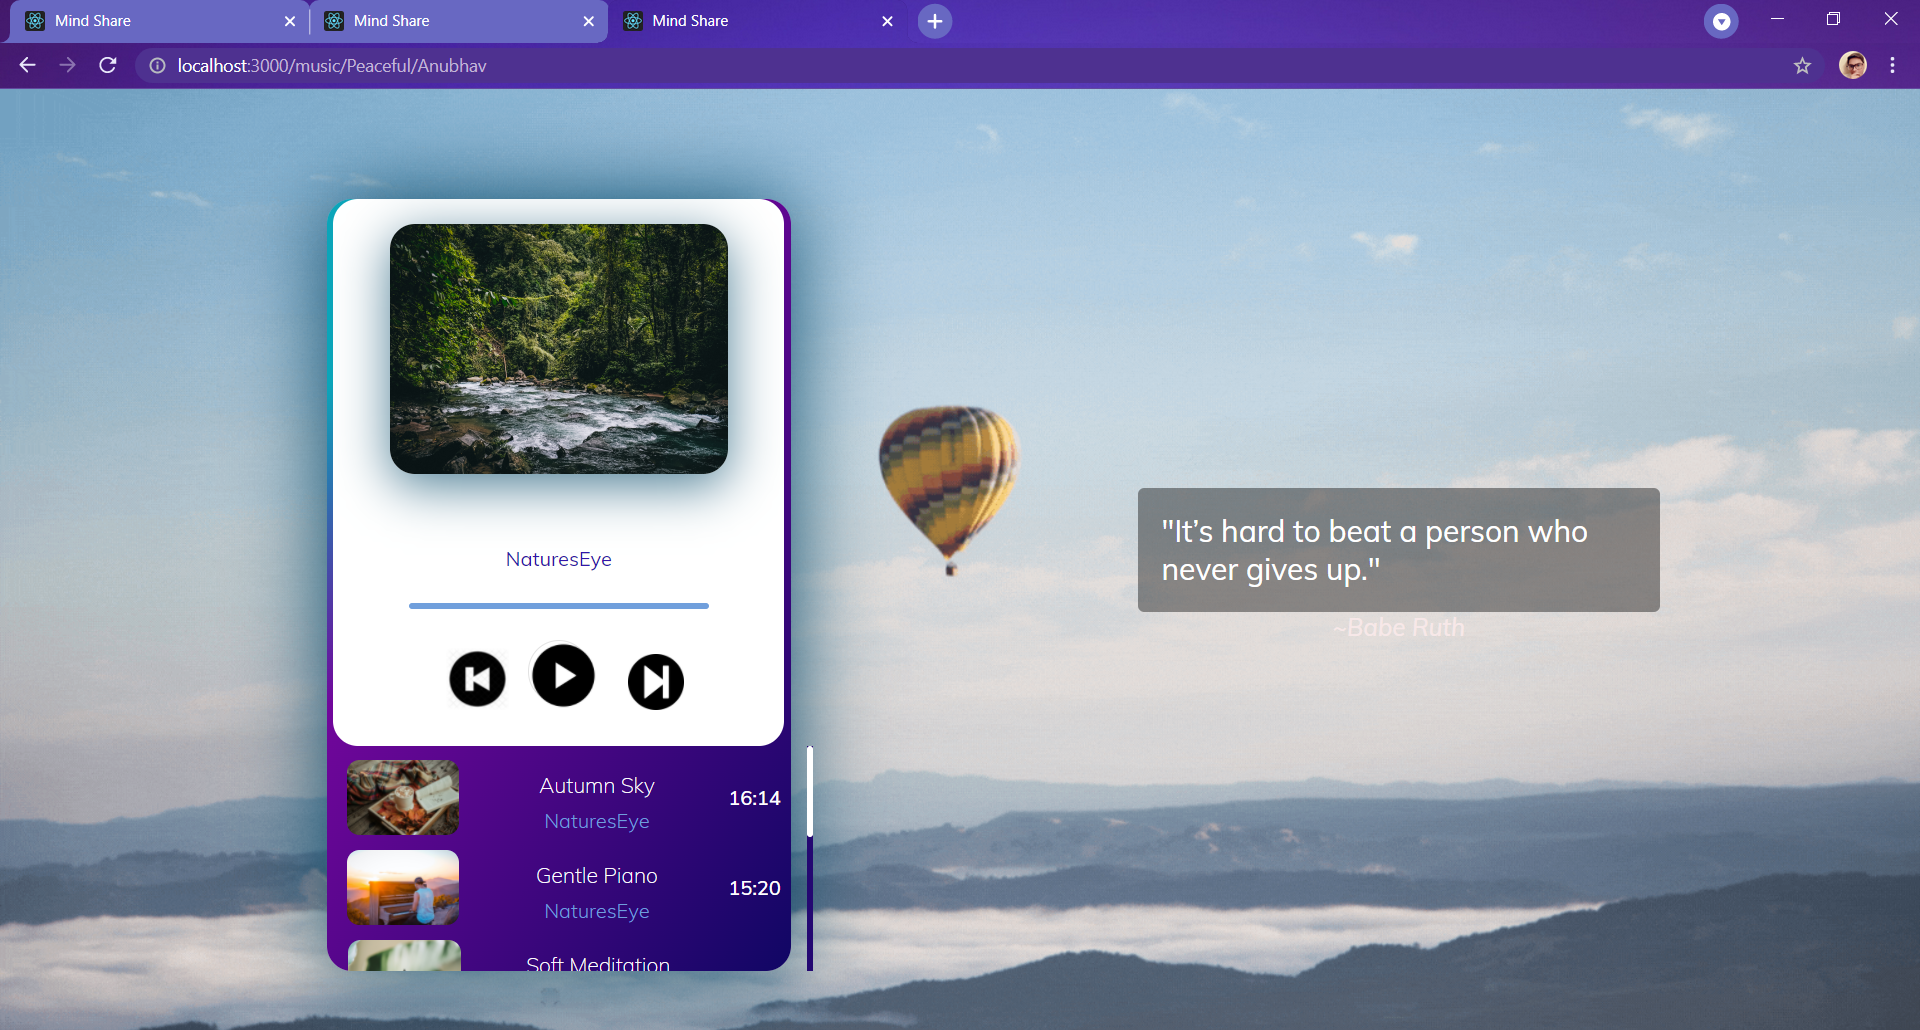 Mind Share
Mind Share
Mind Share
localhost:3000/music/Peaceful/Anubhav
NaturesEye
Autumn Sky
NaturesEye
16:14
Gentle Piano
NaturesEye
15:20
Soft Meditation
"It’s hard to beat a person who
never gives up."
~Babe Ruth